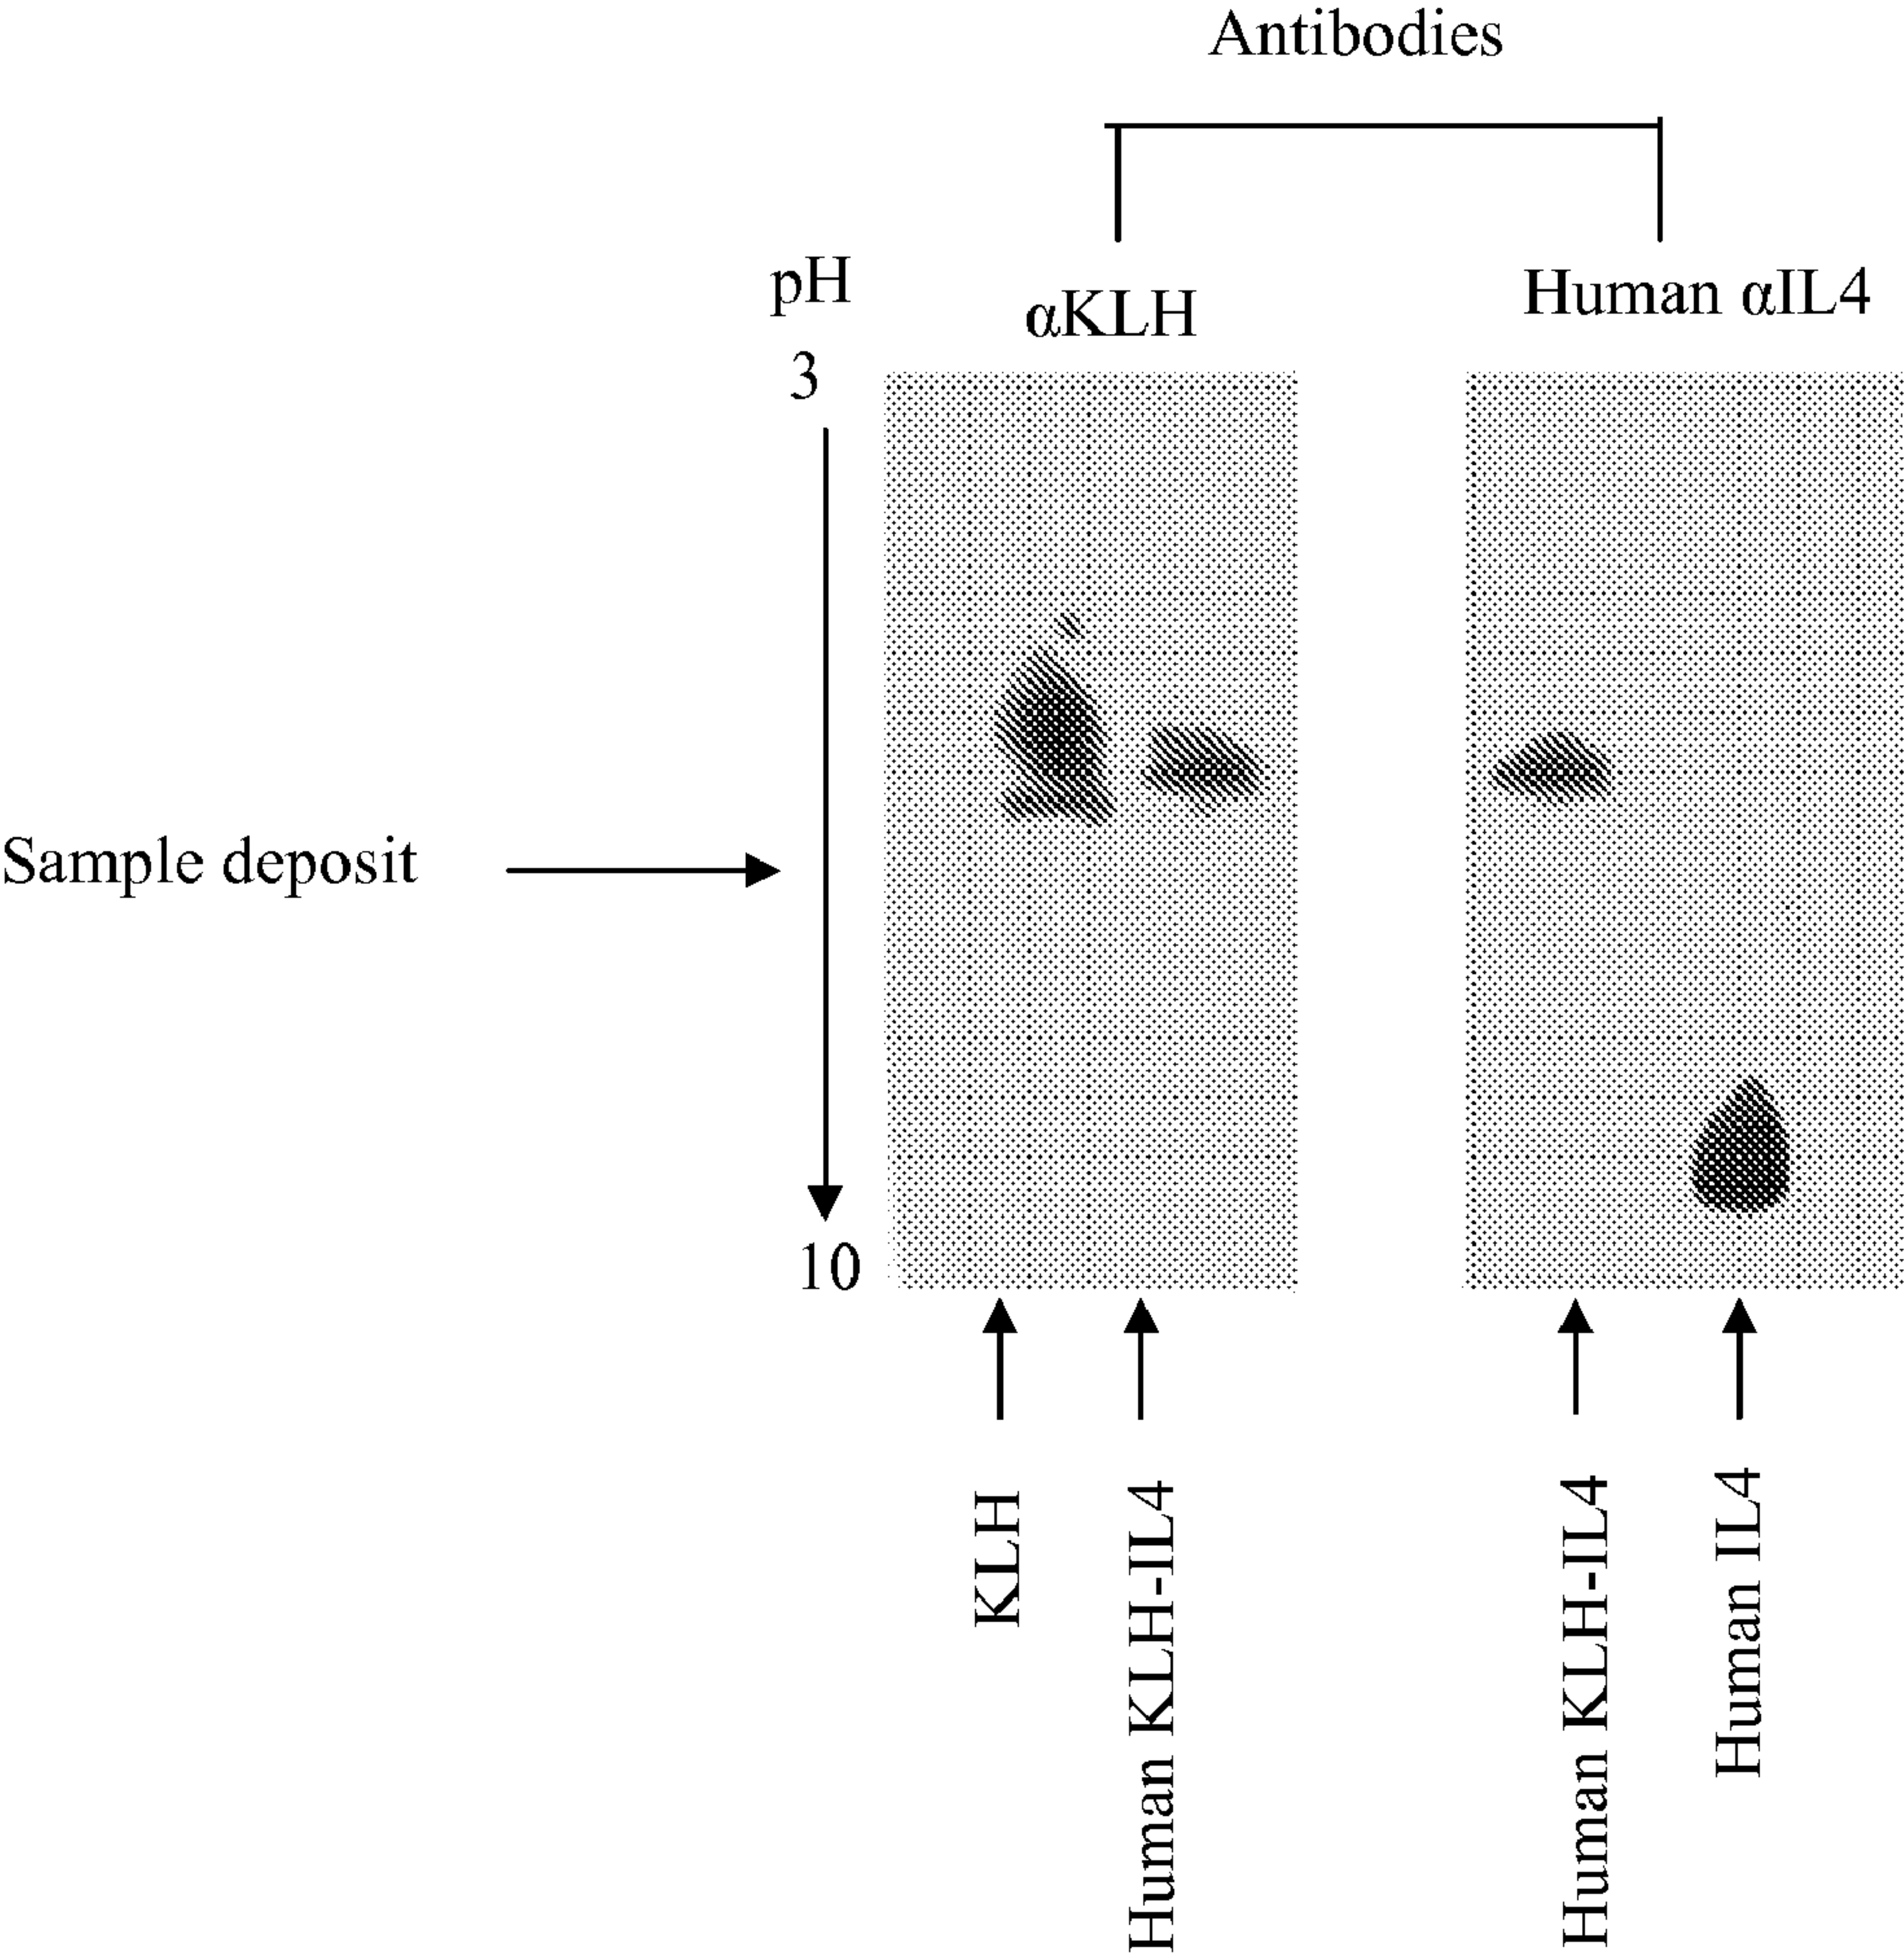 Antibodies
pH
αKLH
Human αIL4
3
Sample deposit
10
KLH
Human KLH-IL4
Human KLH-IL4
Human IL4